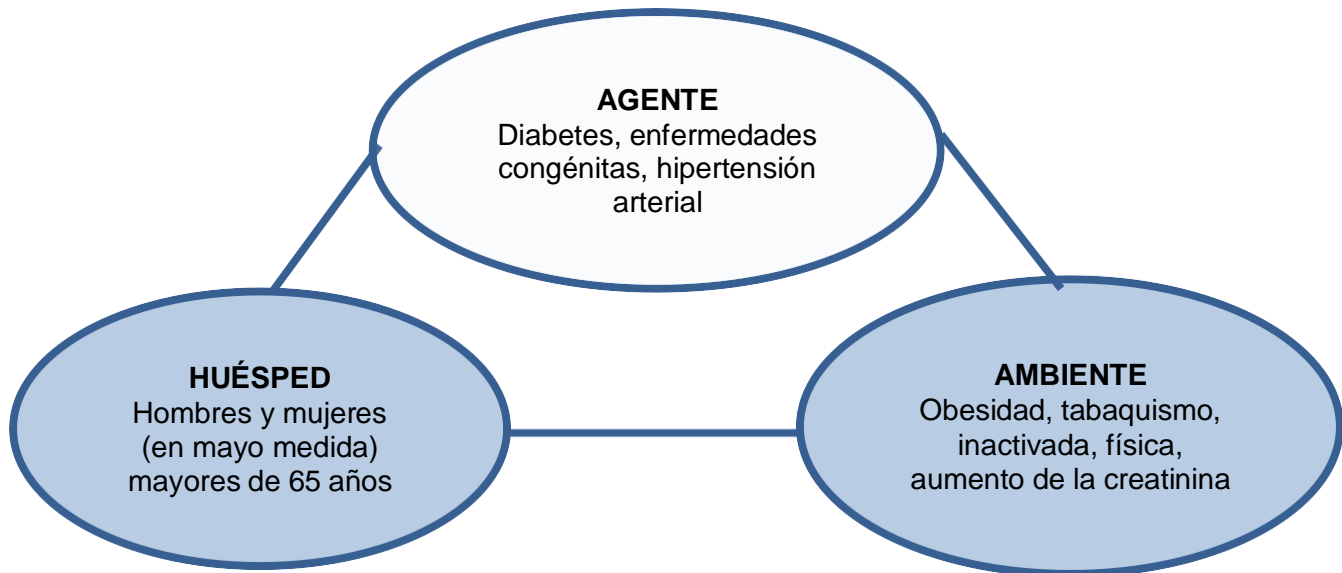 AGENTE
Diabetes, enfermedades
congénitas, hipertensión
arterial
HUÉSPED
Hombres y mujeres
(en mayo medida)
mayores de 65 años
AMBIENTE
Obesidad, tabaquismo,
inactivada, física,
aumento de la creatinina